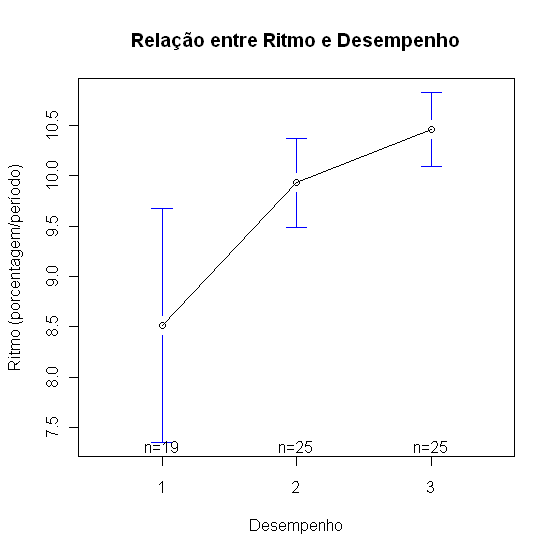 Relação entre Ritmo e Desempenho
Ritmo (porcentagem/período)
10.5
10.0
9.5
9.0
8.5
8.0
7.5
n=19 n=25 n=25
1 2 3
Desempenho